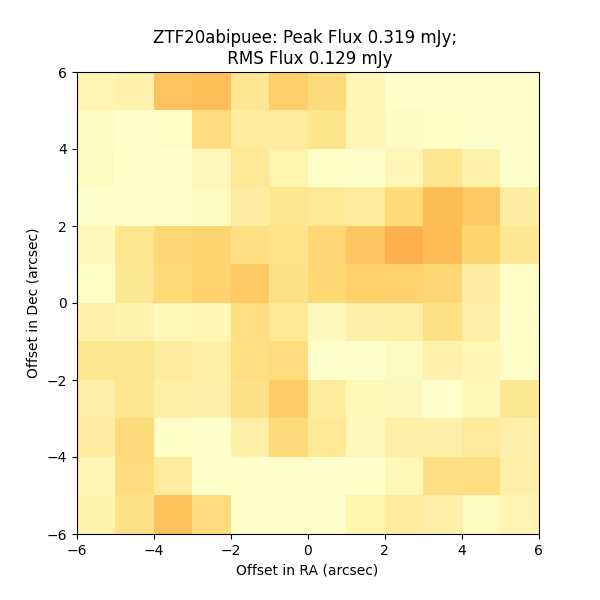 ZTF20abipuee: Peak Flux 0.319 mJy;
RMS Flux 0.129 mJy
6
4
2
0
−2
−4
−6
Offset in Dec (arcsec)
−6 −4 −2 0 2 4 6
Offset in RA (arcsec)